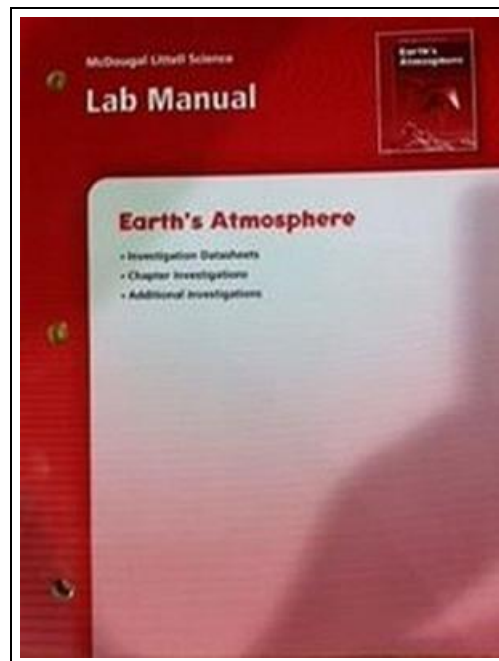 McDougal Littell Science
Lab Manual
Earth's
Atmosphere
Earth's Atmosphere
• Investigation Datasheets
• Chapter Investigations
• Additional Investigations